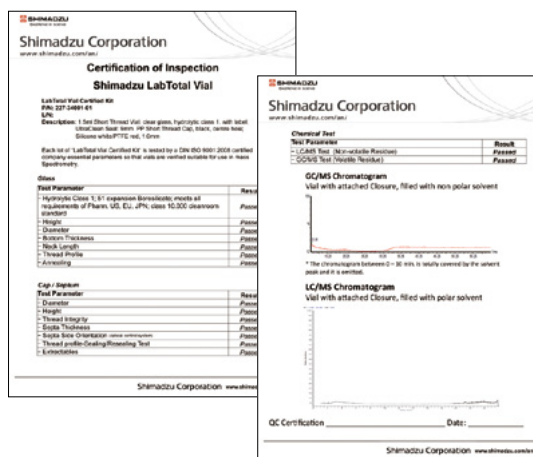 SHIMADZU
Shimadzu Corporation
www.shimadzu.com/an/
Certification of Inspection
Shimadzu LabTotal Vial
LabTotal Vial Certified Kit
P/N: 227-34001-01
LPN:
Description: 1.5ml Short Thread Vial, clear glass, hydrolytic class 1, with label
UltraClean Seal: 9mm PP Short Thread Cap, black, centre hole;
Silicone white/PTFE red, 1.0mm
Each lot of 'LabTotal Vial Certified Kit' is tested by a DIN ISO 9001:2008 certified
company essential parameters so that vials are verified suitable for use in Mass
Spectrometry.
Glass
Test Parameter
- Hydrolytic Class 1; 51 expansion Borosilicate; meets all
requirements of Pharm. US, EU, JPN; class 10.000 cleanroom
standard
- Height
- Diameter
- Bottom Thickness
- Neck Length
- Thread Profile
- Annealing
Cap / Septum
Test Parameter
- Diameter
- Height
- Thread Integrity
- Septa Thickness
- Septa Side Orientation
- Thread profile-Sealing/Resealing Test
- Extractables
Shimadzu Corporation
SHIMADZU
Shimadzu Corporation
www.shimadzu.com/an/
Chemical Test
Test Parameter Result
- LC/MS Test (Non-volatile Residue) Passed
- GC/MS Test (Volatile Residue) Passed
GC/MS Chromatogram
Vial with attached Closure, filled with non polar solvent
* The chromatogram between 0 – 10 min. is totally covered by the solvent
peak and it is omitted.
LC/MS Chromatogram
Vial with attached Closure, filled with polar solvent
QC Certification Date:
Shimadzu Corporation www.shimadzu.com/an/